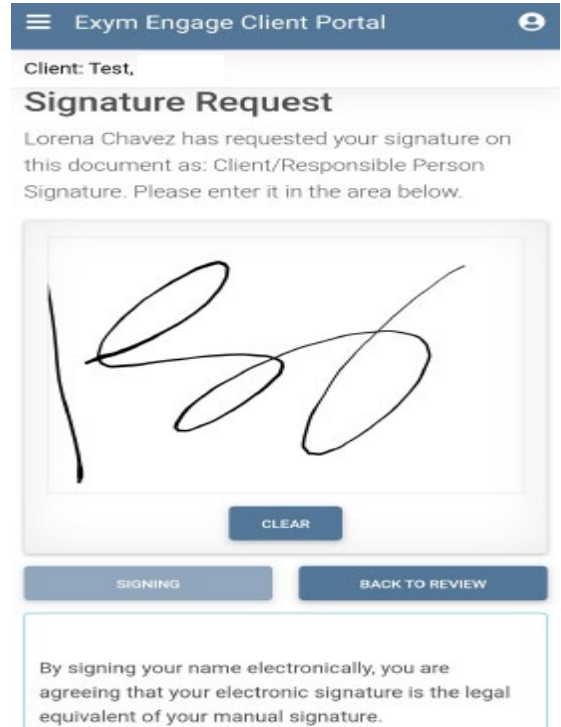 Exym Engage Client Portal
Client: Test,
Signature Request
Lorena Chavez has requested your signature on
this document as: Client/Responsible Person
Signature. Please enter it in the area below.
CLEAR
SIGNING
BACK TO REVIEW
By signing your name electronically, you are
agreeing that your electronic signature is the legal
equivalent of your manual signature.